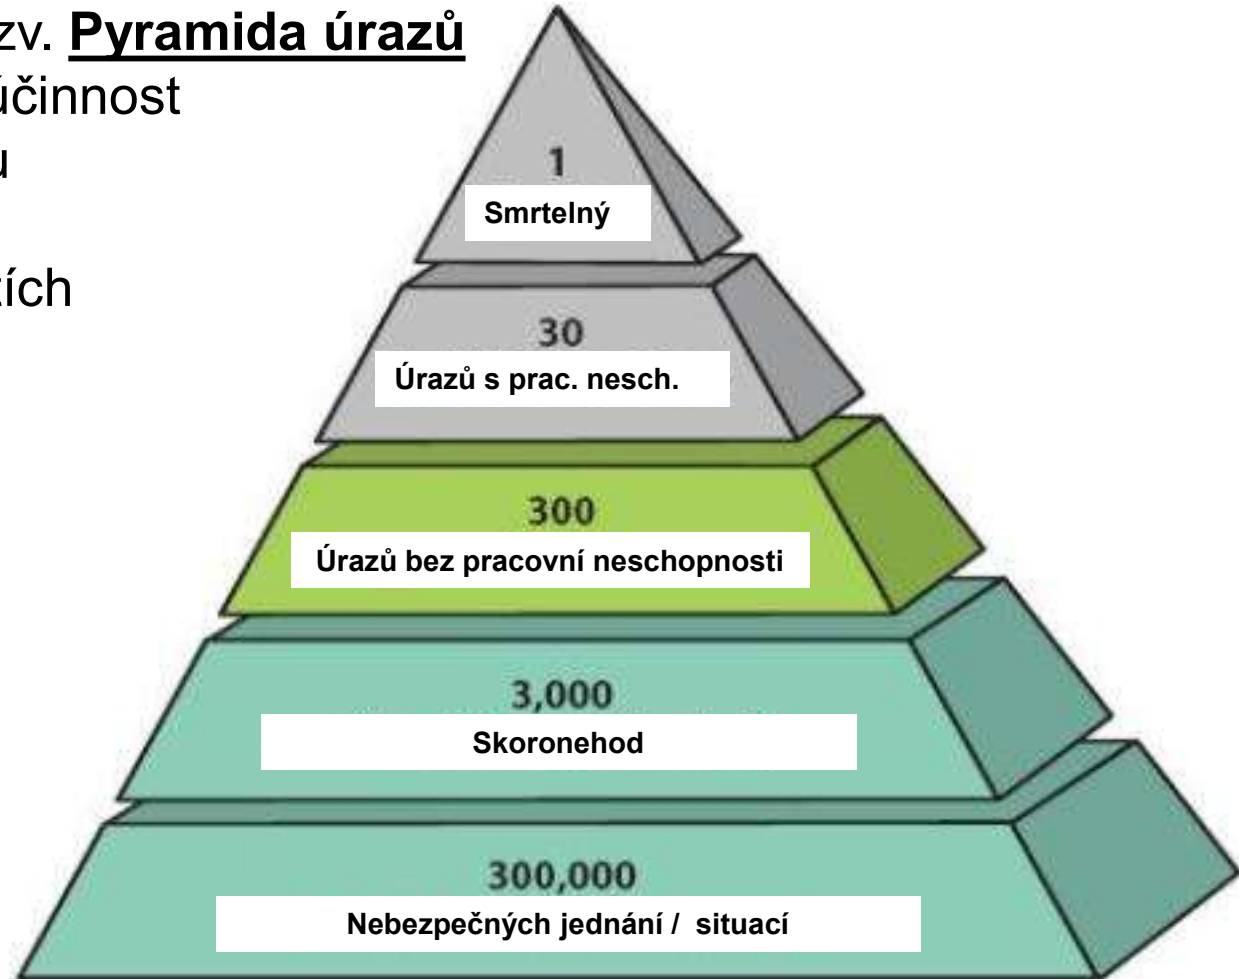 zv. Pyramida úrazů
účinnost
u
tích
1
Smrtelný
30
Úrazů s prac. nesch.
300
Úrazů bez pracovní neschopnosti
3,000
Skoronehod
300,000
Nebezpečných jednání / situací